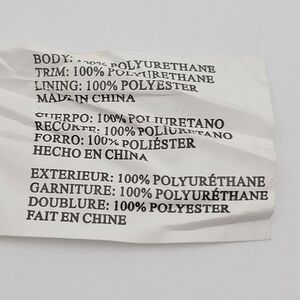 BODY: 100% POLYURETHANE
TRIM: 100% POLYURETHANE
LINING: 100% POLYESTER
MADE IN CHINA
CUERPO: 100% POLIURETANO
RECORTE: 100% POLIURETANO
FORRO: 100% POLIÉSTER
HECHO EN CHINA
EXTERIEUR: 100% POLYURÉTHANE
GARNITURE: 100% POLYURÉTHANE
DOUBLURE: 100% POLYESTER
FAIT EN CHINE